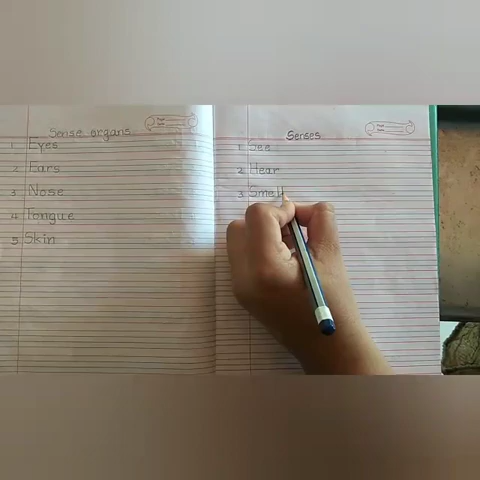 Sense organs
1 Eyes
2 Ears
3 Nose
4 Tongue
5 Skin
Senses
1 See
2 Hear
3 Smell